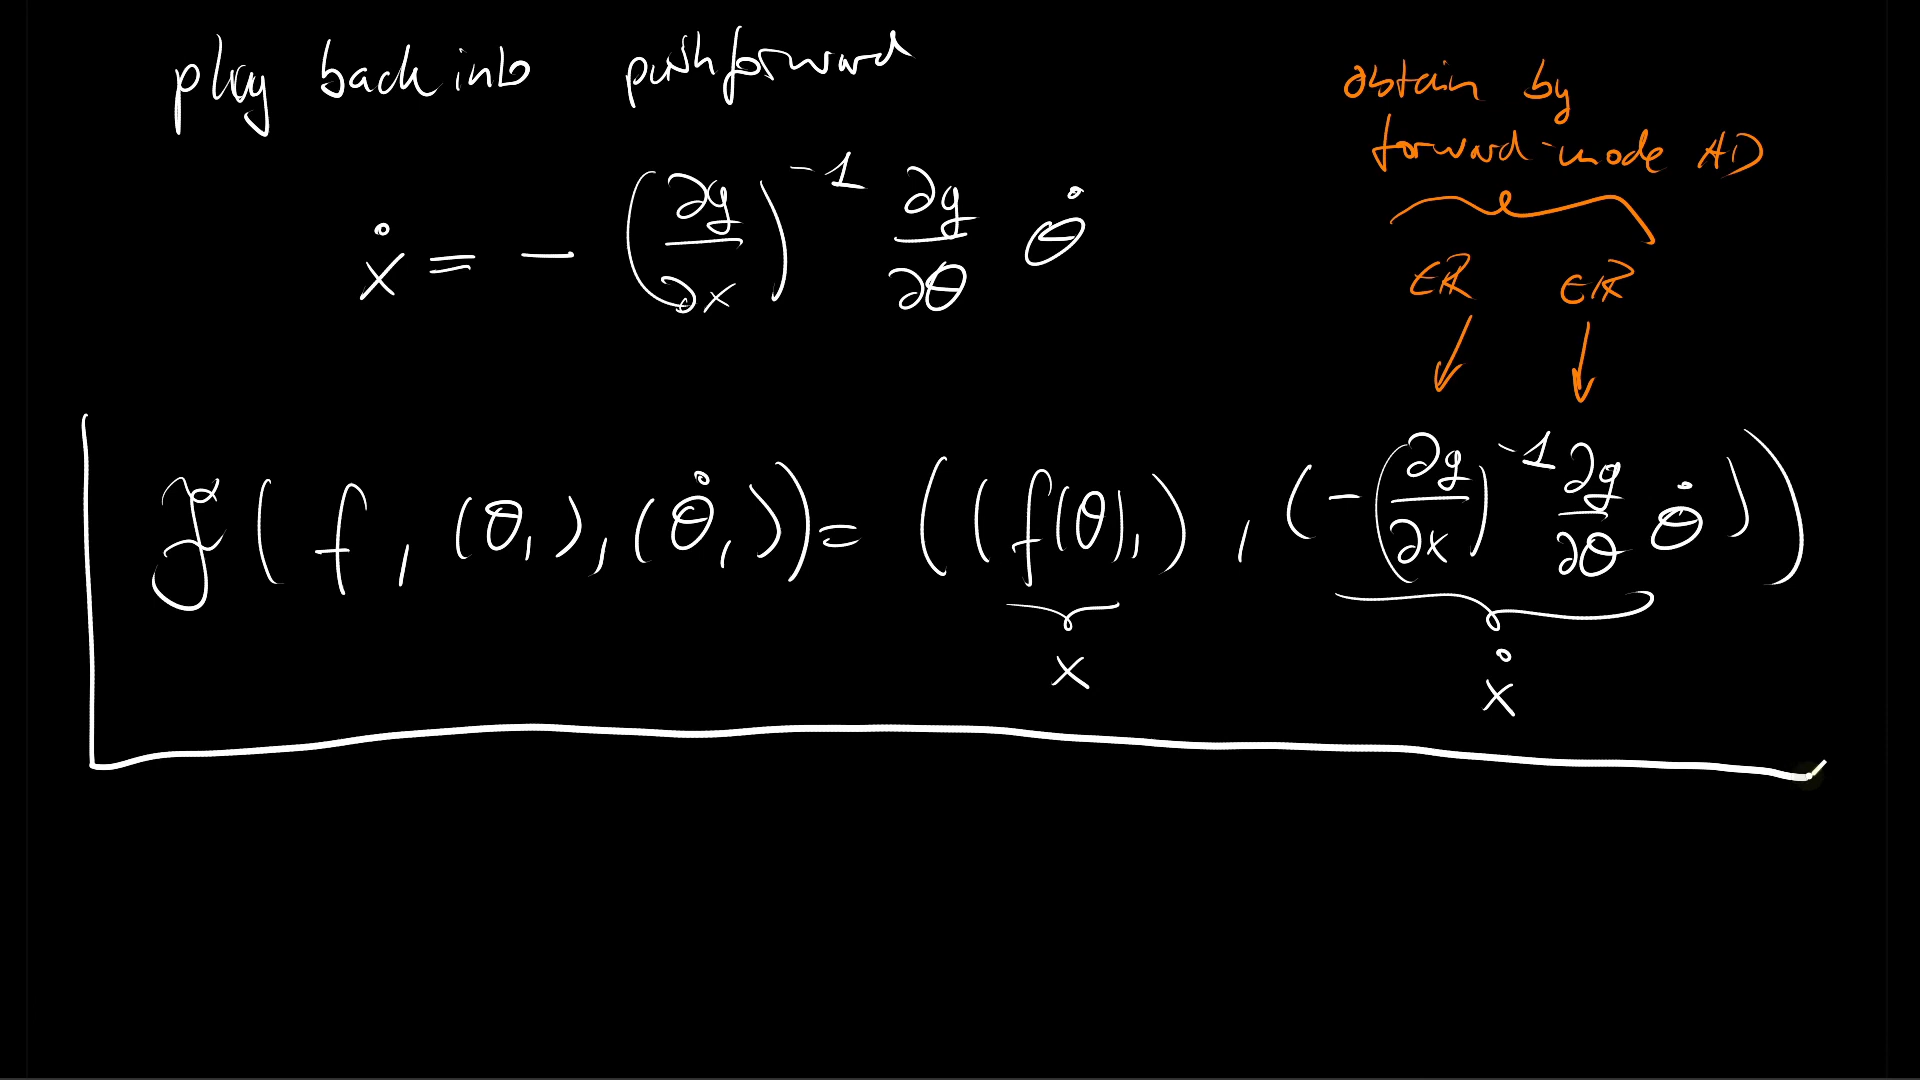 plug back into pushforward
obtain by
forward-mode AD
ẋ = - (∂g/∂x)⁻¹ ∂g/∂θ θ̇
∈ℝ ∈ℝ
J(f, (θ,), (θ̇,)) = ((f(θ),), (-(∂g/∂x)⁻¹ ∂g/∂θ θ̇))
x
ẋ